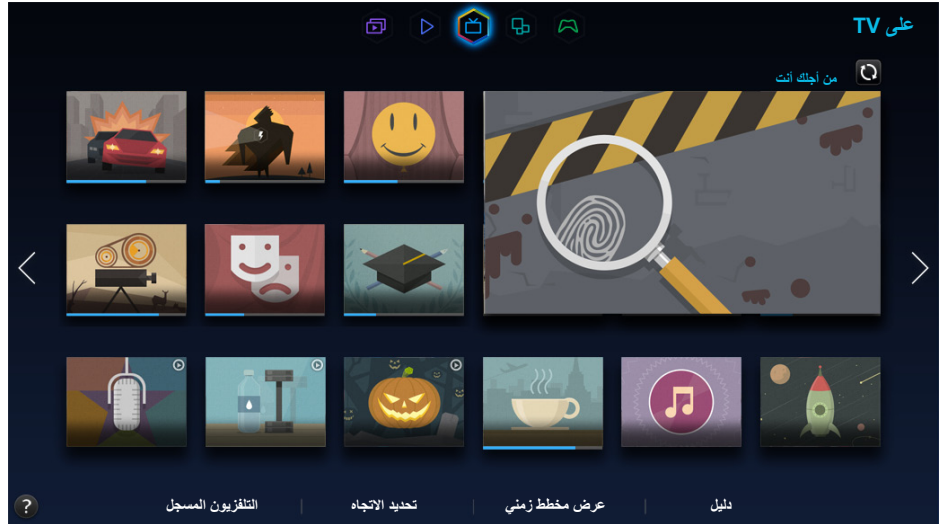 على TV
من أجلك أنت
دليل
عرض مخطط زمني
تحديد الاتجاه
التلفزيون المسجل
?